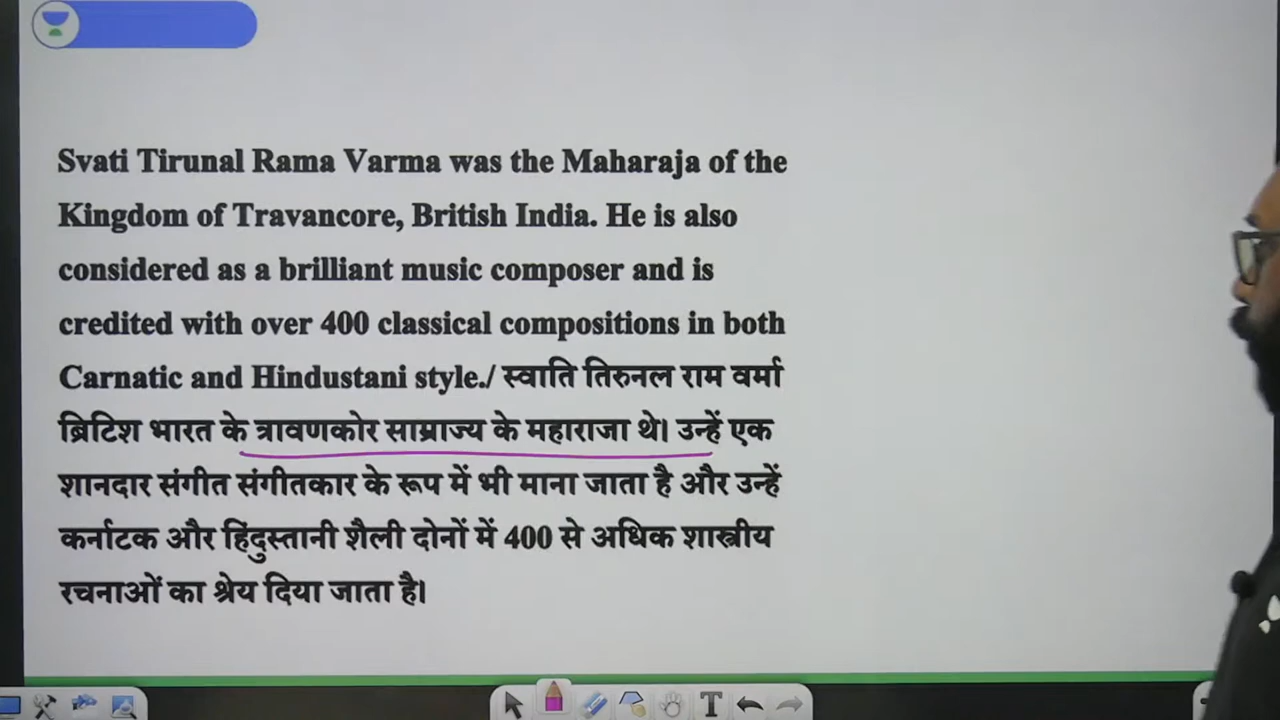 Svati Tirunal Rama Varma was the Maharaja of the
Kingdom of Travancore, British India. He is also
considered as a brilliant music composer and is
credited with over 400 classical compositions in both
Carnatic and Hindustani style./ स्वाति तिरुनल राम वर्मा
ब्रिटिश भारत के त्रावणकोर साम्राज्य के महाराजा थे। उन्हें एक
शानदार संगीत संगीतकार के रूप में भी माना जाता है और उन्हें
कर्नाटक और हिंदुस्तानी शैली दोनों में 400 से अधिक शास्त्रीय
रचनाओं का श्रेय दिया जाता है।
T